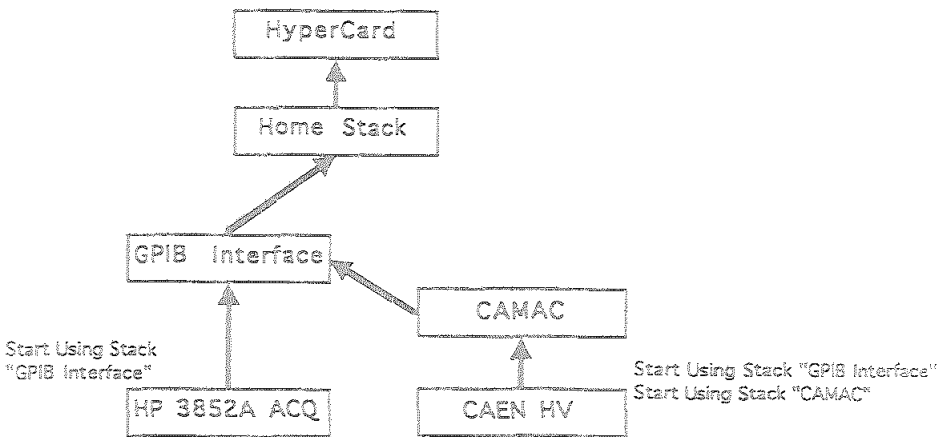 HyperCard
Home Stack
GPIB Interface
CAMAC
Start Using Stack
"GPIB Interface"
Start Using Stack "GPIB Interface"
Start Using Stack "CAMAC"
HP 3852A ACQ
CAEN HV